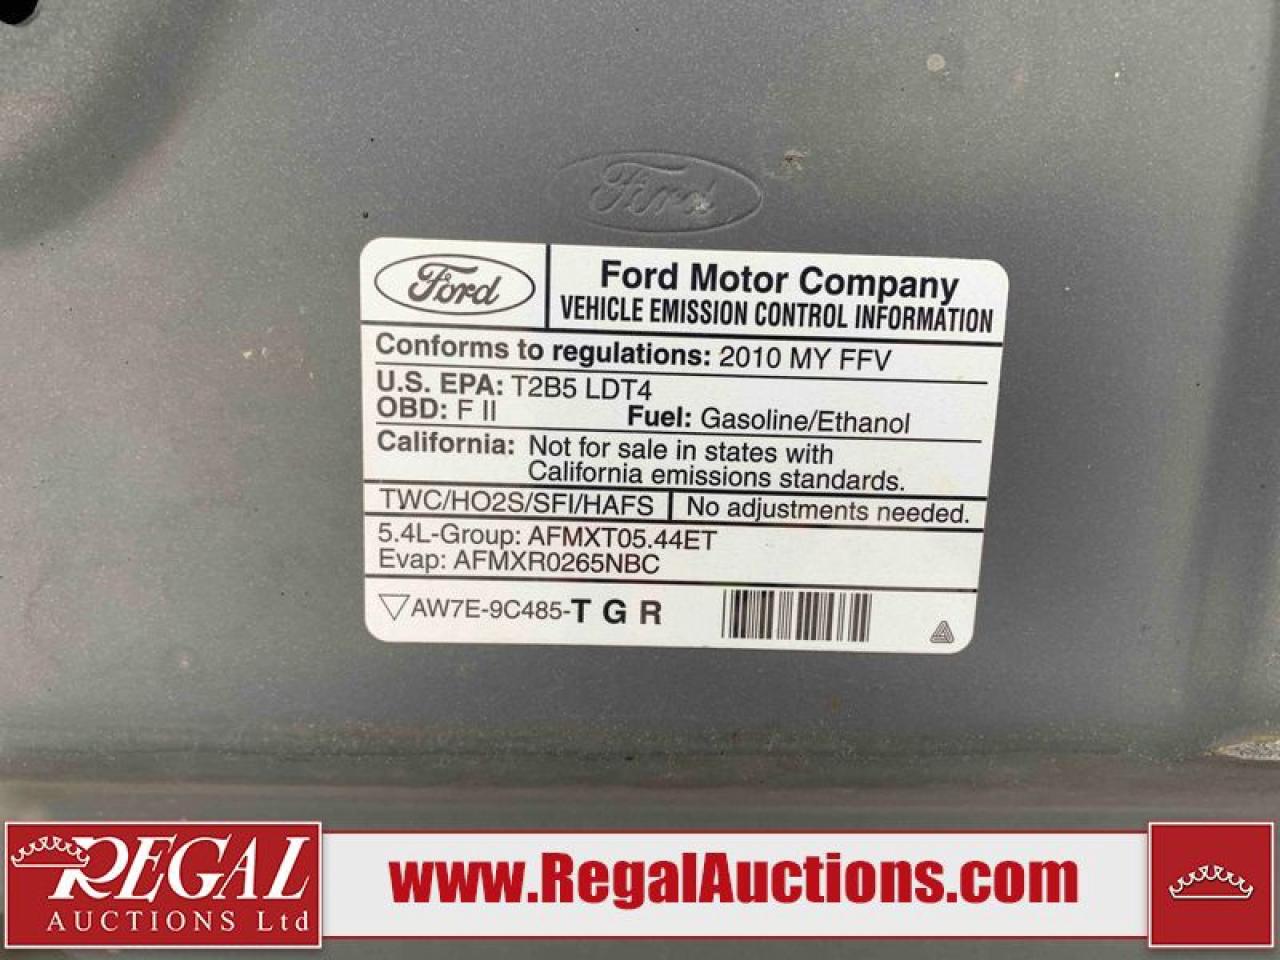 Ford
Ford
Ford Motor Company
VEHICLE EMISSION CONTROL INFORMATION
Conforms to regulations: 2010 MY FFV
U.S. EPA: T2B5 LDT4
OBD: F II Fuel: Gasoline/Ethanol
California: Not for sale in states with
California emissions standards.
TWC/HO2S/SFI/HAFS No adjustments needed.
5.4L-Group: AFMXT05.44ET
Evap: AFMXR0265NBC
AW7E-9C485-T G R
REGAL
AUCTIONS Ltd
www.RegalAuctions.com